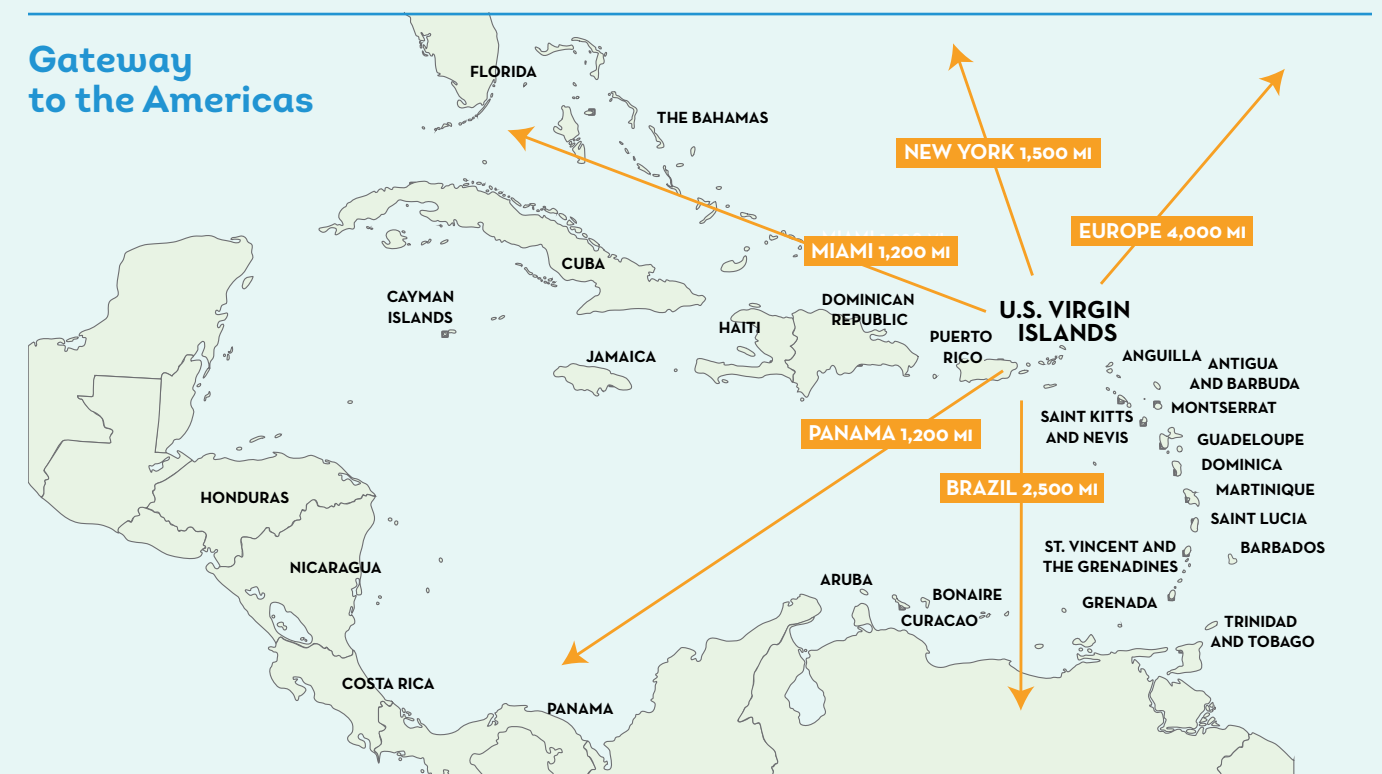 Gateway
to the Americas
FLORIDA
THE BAHAMAS
NEW YORK 1,500 MI
EUROPE 4,000 MI
MIAMI 1,200 MI
CUBA
CAYMAN
ISLANDS
DOMINICAN
REPUBLIC
U.S. VIRGIN
ISLANDS
HAITI
PUERTO
RICO
JAMAICA
ANGUILLA
ANTIGUA
AND BARBUDA
MONTSERRAT
SAINT KITTS
AND NEVIS
PANAMA 1,200 MI
GUADELOUPE
DOMINICA
BRAZIL 2,500 MI
MARTINIQUE
HONDURAS
SAINT LUCIA
ST. VINCENT AND
THE GRENADINES
BARBADOS
NICARAGUA
ARUBA
BONAIRE
CURACAO
GRENADA
TRINIDAD
AND TOBAGO
COSTA RICA
PANAMA